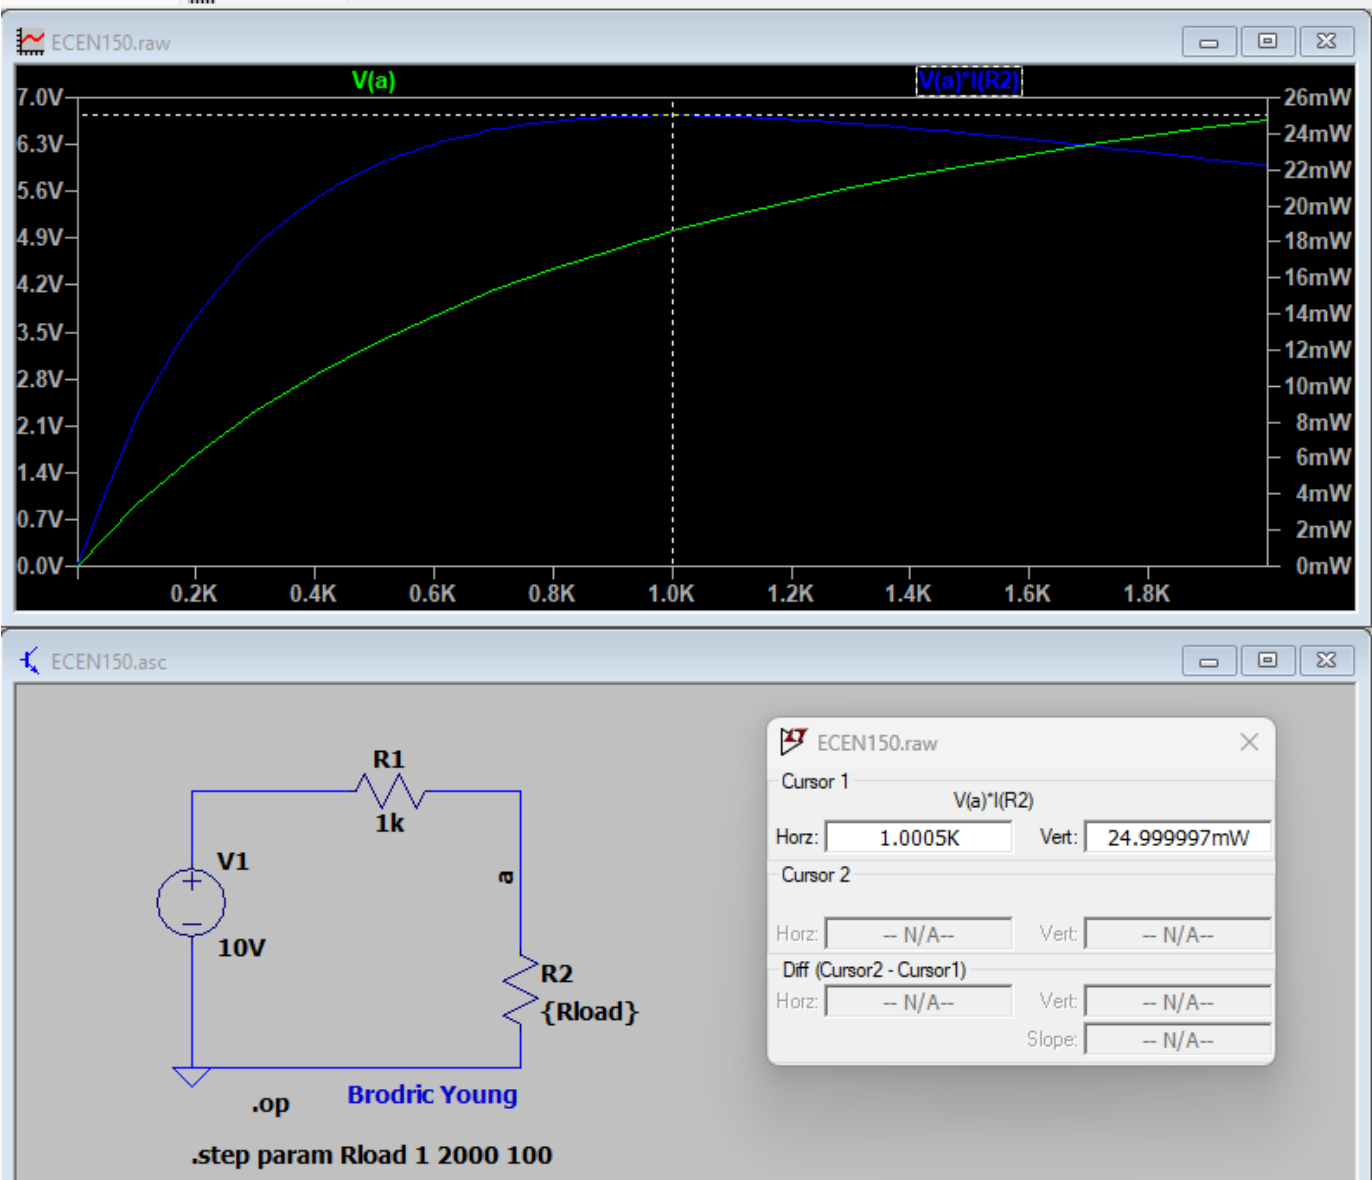 ECEN150.raw
V(a) V(a)*I(R2)
7.0V 26mW
6.3V 24mW
5.6V 22mW
4.9V 20mW
4.2V 18mW
3.5V 16mW
2.8V 14mW
2.1V 12mW
1.4V 10mW
0.7V 8mW
0.0V 6mW
4mW
2mW
0mW
0.2K 0.4K 0.6K 0.8K 1.0K 1.2K 1.4K 1.6K 1.8K
ECEN150.asc
R1
1k
V1
10V
a
R2
{Rload}
.op
Brodric Young
.step param Rload 1 2000 100
ECEN150.raw
Cursor 1
V(a)*I(R2)
Horz: 1.0005K Vert: 24.999997mW
Cursor 2
Horz: -- N/A-- Vert: -- N/A--
Diff (Cursor2 - Cursor1)
Horz: -- N/A-- Vert: -- N/A--
Slope: -- N/A--